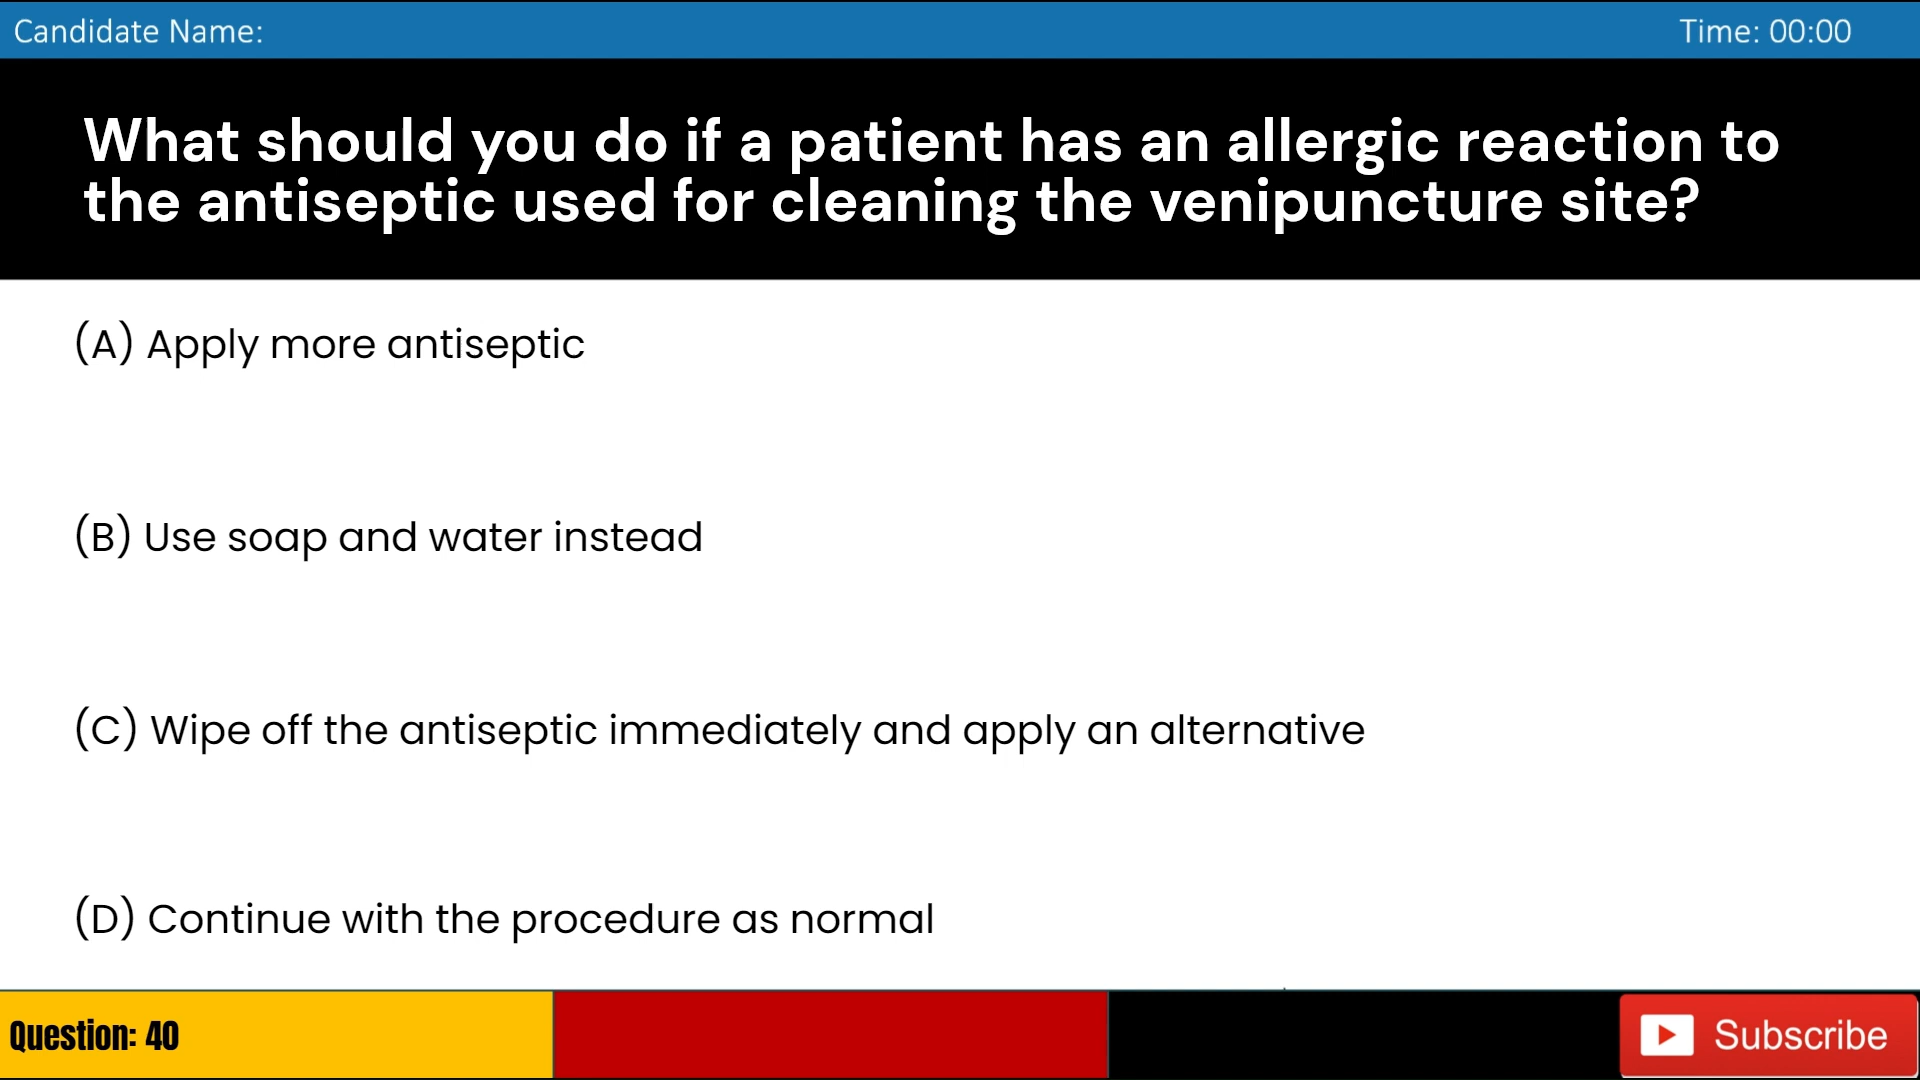 Candidate Name:
Time: 00:00
What should you do if a patient has an allergic reaction to
the antiseptic used for cleaning the venipuncture site?
(A) Apply more antiseptic
(B) Use soap and water instead
(C) Wipe off the antiseptic immediately and apply an alternative
(D) Continue with the procedure as normal
Question: 40
Subscribe